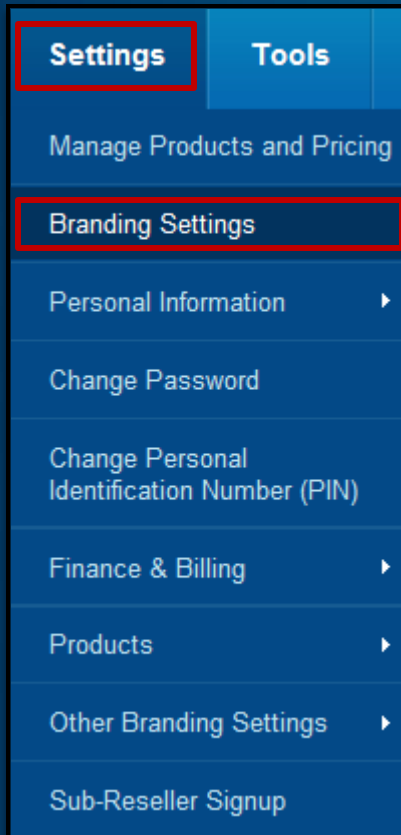 Settings Tools
Manage Products and Pricing
Branding Settings
Personal Information
Change Password
Change Personal
Identification Number (PIN)
Finance & Billing
Products
Other Branding Settings
Sub-Reseller Signup